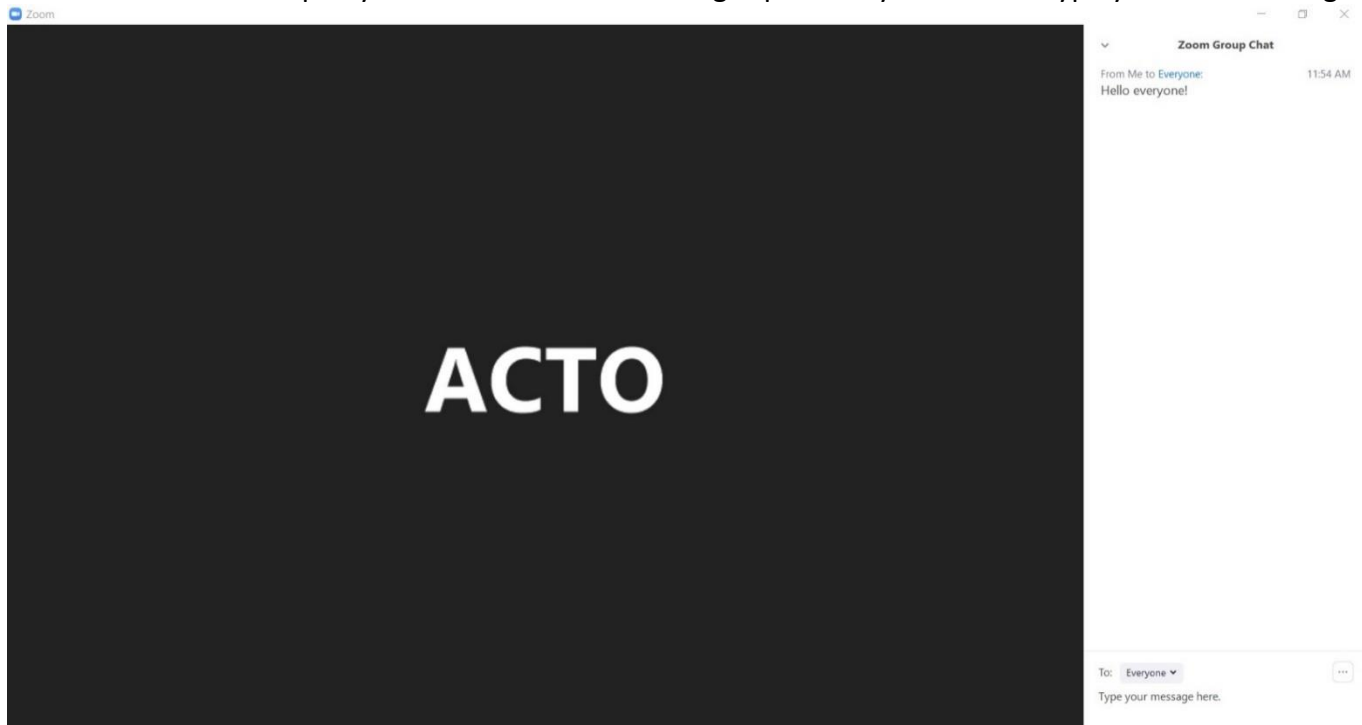 Zoom
Zoom Group Chat
From Me to Everyone:
11:54 AM
Hello everyone!
ACTO
To: Everyone
Type your message here.